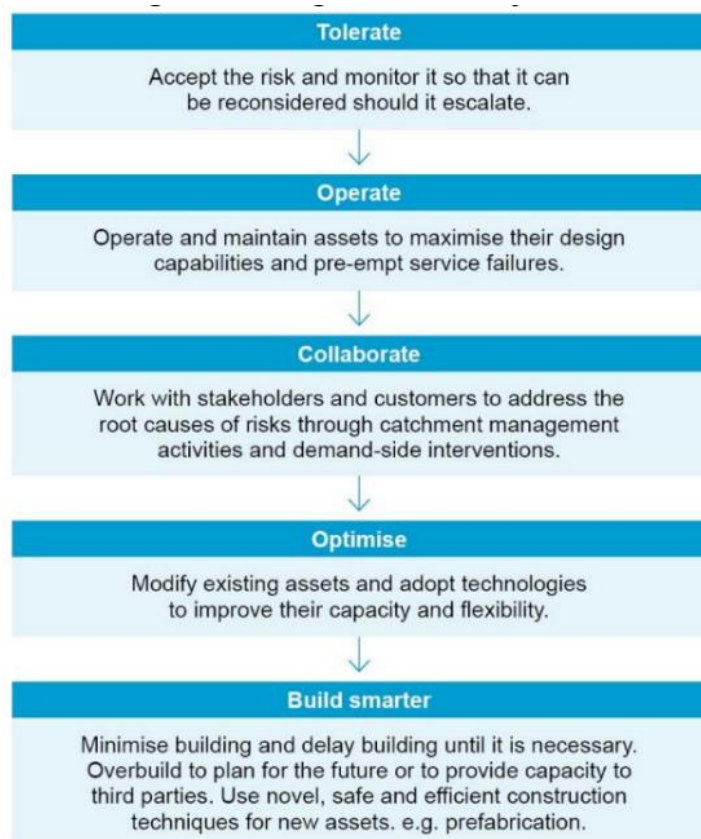 Tolerate
Accept the risk and monitor it so that it can
be reconsidered should it escalate.
Operate
Operate and maintain assets to maximise their design
capabilities and pre-empt service failures.
Collaborate
Work with stakeholders and customers to address the
root causes of risks through catchment management
activities and demand-side interventions.
Optimise
Modify existing assets and adopt technologies
to improve their capacity and flexibility.
Build smarter
Minimise building and delay building until it is necessary.
Overbuild to plan for the future or to provide capacity to
third parties. Use novel, safe and efficient construction
techniques for new assets. e.g. prefabrication.